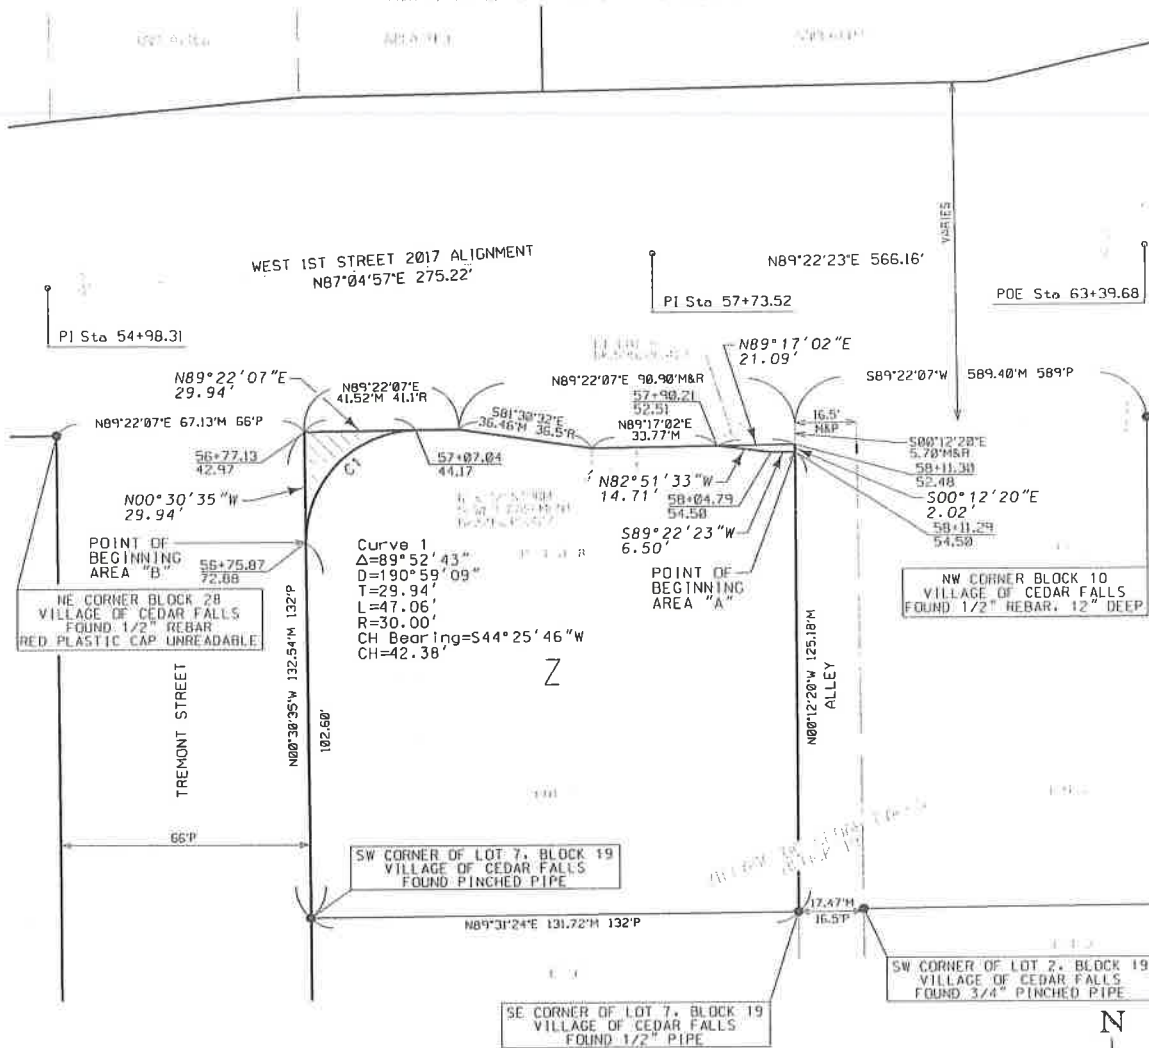 WEST 1ST STREET 2017 ALIGNMENT
N87°04'57"E 275.22'
N89°22'23"E 566.16'
VARIES
PI Sta 54+98.31
PI Sta 57+73.52
POE Sta 63+39.68
N89°22'07"E
29.94'
N89°22'07"E
41.52'M 41.1'R
N89°22'07"E 90.90'M&R
N89°17'02"E
21.09'
S89°22'07"W 589.40'M 589'P
N89°22'07"E 67.13'M 66'P
S81°30'32"E
36.46'M 36.5'R
57+90.21
52.51
N89°17'02"E
33.77'M
16.5'
M&P
S00°12'20"E
5.70'M&R
56+77.13
42.97
C1
57+07.04
44.17
58+11.30
52.48
N00°30'35"W
29.94'
N82°51'33"W
14.71'
58+04.79
54.50
S00°12'20"E
2.02'
58+11.29
54.50
S89°22'23"W
6.50'
POINT OF
BEGINNING
AREA "B"
56+75.87
72.88
Curve 1
Δ=89°52'43"
D=190°59'09"
T=29.94'
L=47.06'
R=30.00'
CH Bearing=S44°25'46"W
CH=42.38'
POINT OF
BEGINNING
AREA "A"
NE CORNER BLOCK 28
VILLAGE OF CEDAR FALLS
FOUND 1/2" REBAR
RED PLASTIC CAP UNREADABLE
NW CORNER BLOCK 10
VILLAGE OF CEDAR FALLS
FOUND 1/2" REBAR. 12" DEEP
Z
TREMONT STREET
N00°30'35"W 132.54'M 132'P
102.60'
N00°12'20"W 125.18'M
ALLEY
66'P
SW CORNER OF LOT 7. BLOCK 19
VILLAGE OF CEDAR FALLS
FOUND PINCHED PIPE
N89°31'24"E 131.72'M 132'P
17.47'M
16.5'P
SW CORNER OF LOT 2. BLOCK 19
VILLAGE OF CEDAR FALLS
FOUND 3/4" PINCHED PIPE
SE CORNER OF LOT 7. BLOCK 19
VILLAGE OF CEDAR FALLS
FOUND 1/2" PIPE
N